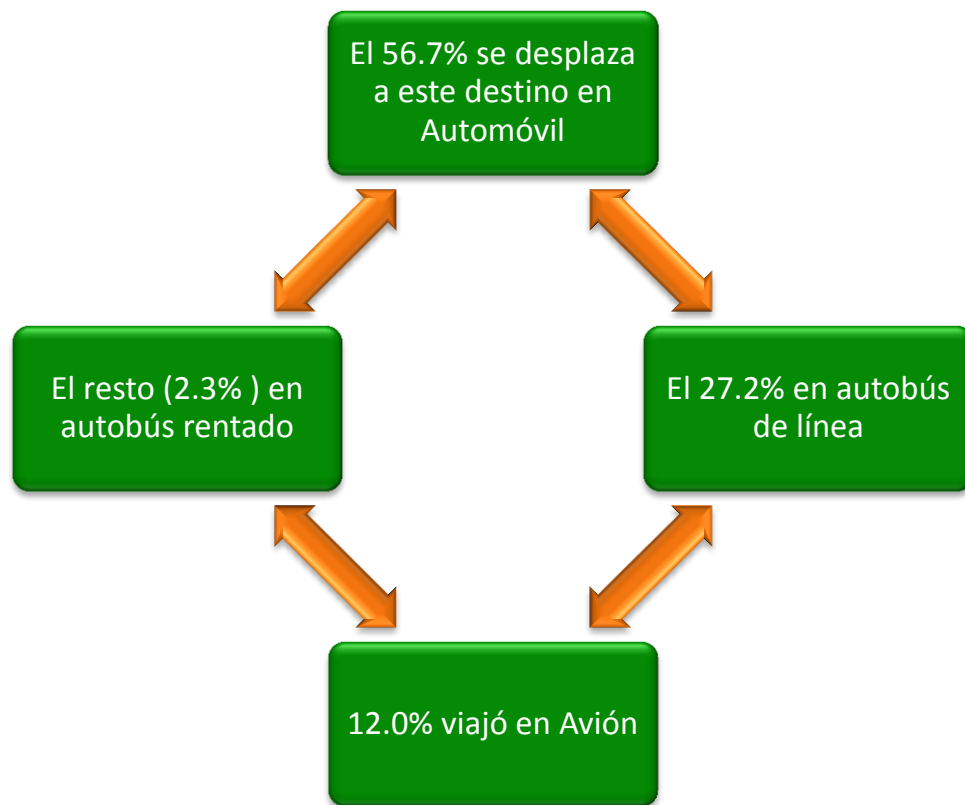 El 56.7% se desplaza
a este destino en
Automóvil
El resto (2.3% ) en
autobús rentado
El 27.2% en autobús
de línea
12.0% viajó en Avión